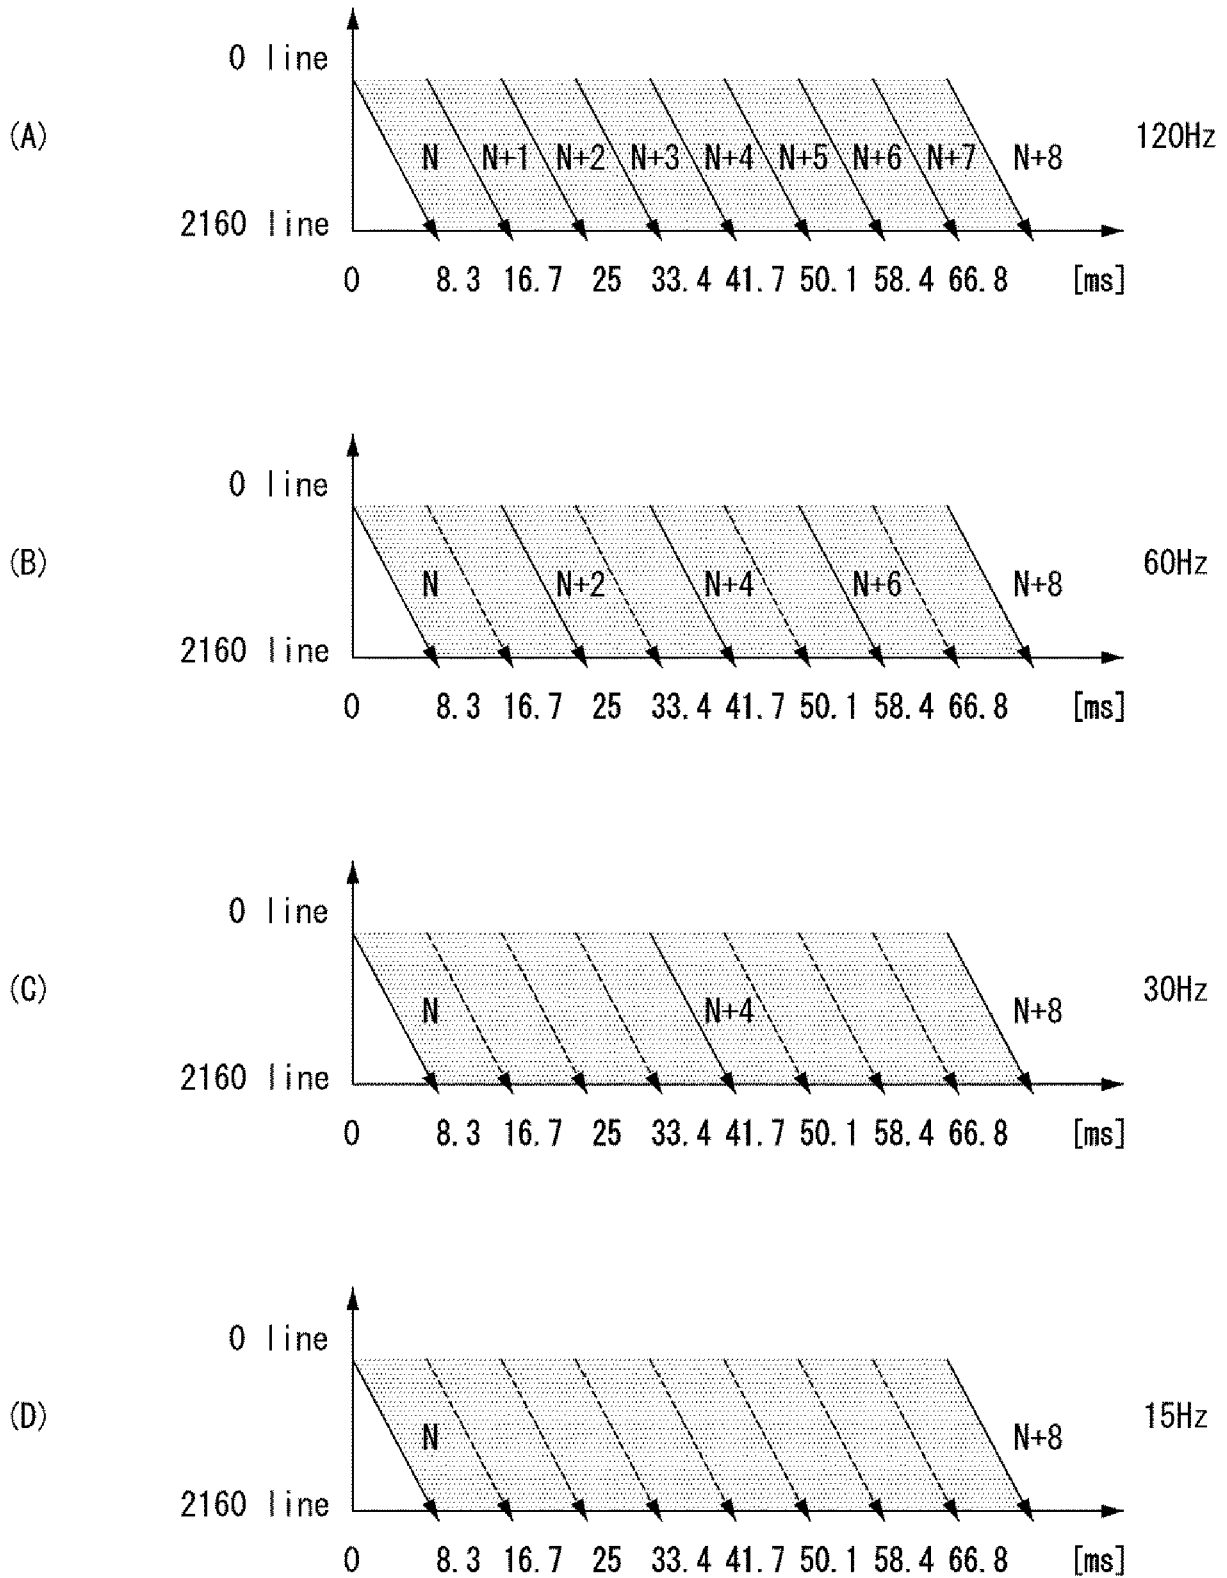 0 line
(A)
N N+1 N+2 N+3 N+4 N+5 N+6 N+7 N+8
120Hz
2160 line
0 8.3 16.7 25 33.4 41.7 50.1 58.4 66.8 [ms]
0 line
(B)
N N+2 N+4 N+6 N+8
60Hz
2160 line
0 8.3 16.7 25 33.4 41.7 50.1 58.4 66.8 [ms]
0 line
(C)
N N+4 N+8
30Hz
2160 line
0 8.3 16.7 25 33.4 41.7 50.1 58.4 66.8 [ms]
0 line
(D)
N N+8
15Hz
2160 line
0 8.3 16.7 25 33.4 41.7 50.1 58.4 66.8 [ms]